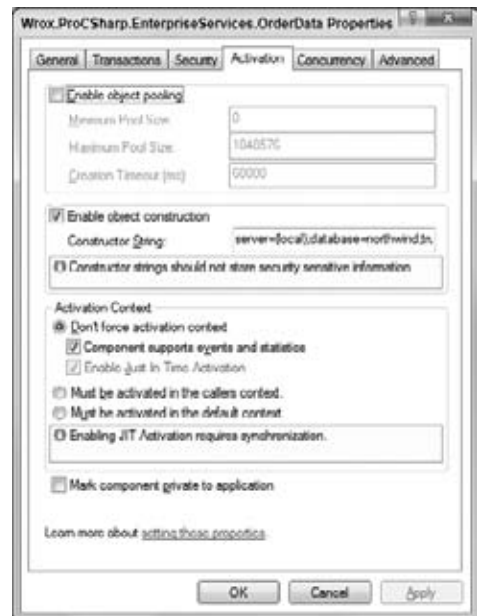 Wrox.ProCSharp.EnterpriseServices.OrderData Properties
General Transactions Security Activation Concurrency Advanced
Enable object pooling
Minimum Pool Size: 0
Maximum Pool Size: 1048576
Creation Timeout (ms): 60000
Enable object construction
Constructor String: server=(local);database=northwind;tru
Constructor strings should not store security sensitive information
Activation Context
Don't force activation context
Component supports events and statistics
Enable Just In Time Activation
Must be activated in the callers context.
Must be activated in the default context
Enabling JIT Activation requires synchronization.
Mark component private to application
Learn more about setting these properties.
OK Cancel Apply